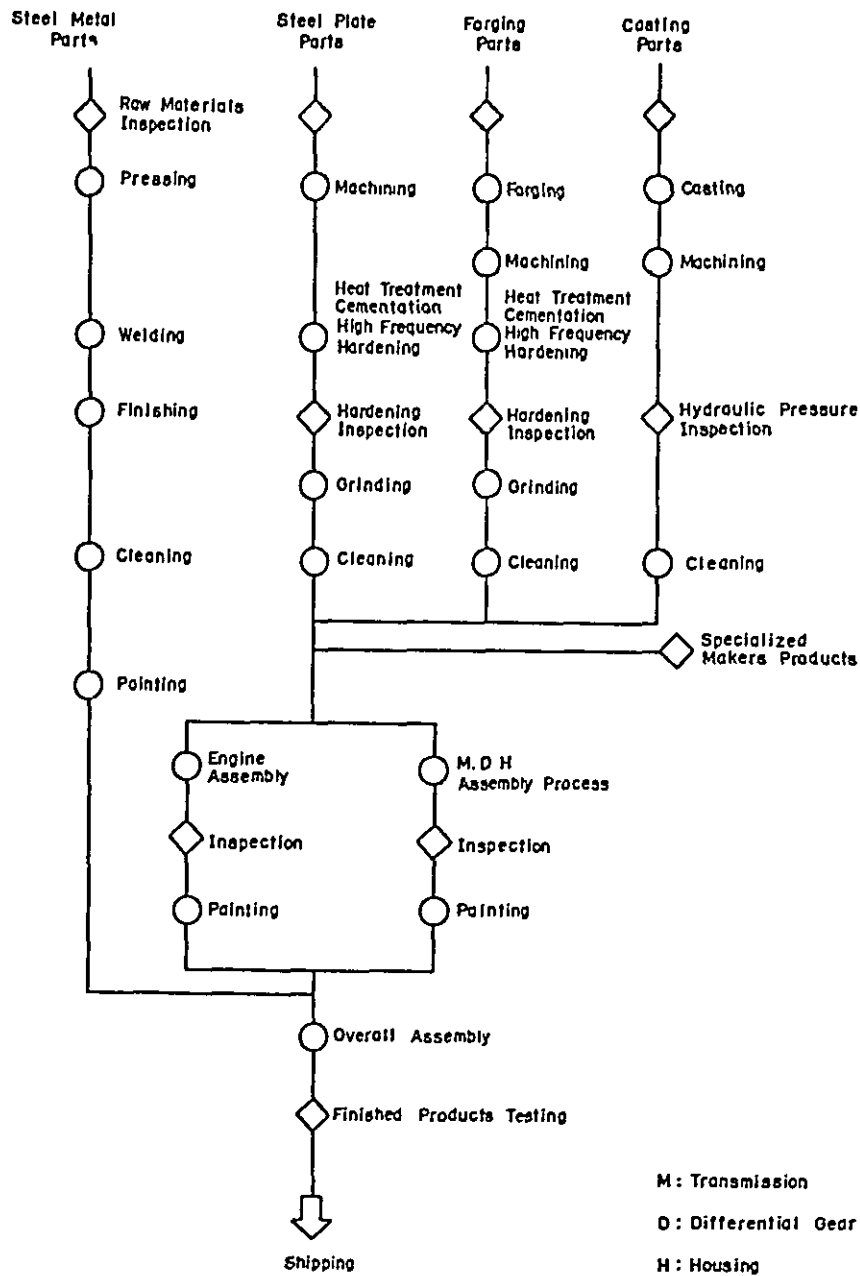 Steel Metal
Parts
Steel Plate
Parts
Forging
Parts
Casting
Parts
Raw Materials
Inspection
Pressing
Machining
Forging
Casting
Machining
Machining
Heat Treatment
Cementation
High Frequency
Hardening
Heat Treatment
Cementation
High Frequency
Hardening
Welding
Finishing
Hardening
Inspection
Hardening
Inspection
Hydraulic Pressure
Inspection
Grinding
Grinding
Cleaning
Cleaning
Cleaning
Cleaning
Specialized
Makers Products
Painting
Engine
Assembly
M. D H
Assembly Process
Inspection
Inspection
Painting
Painting
Overall Assembly
Finished Products Testing
Shipping
M: Transmission
D: Differential Gear
H: Housing